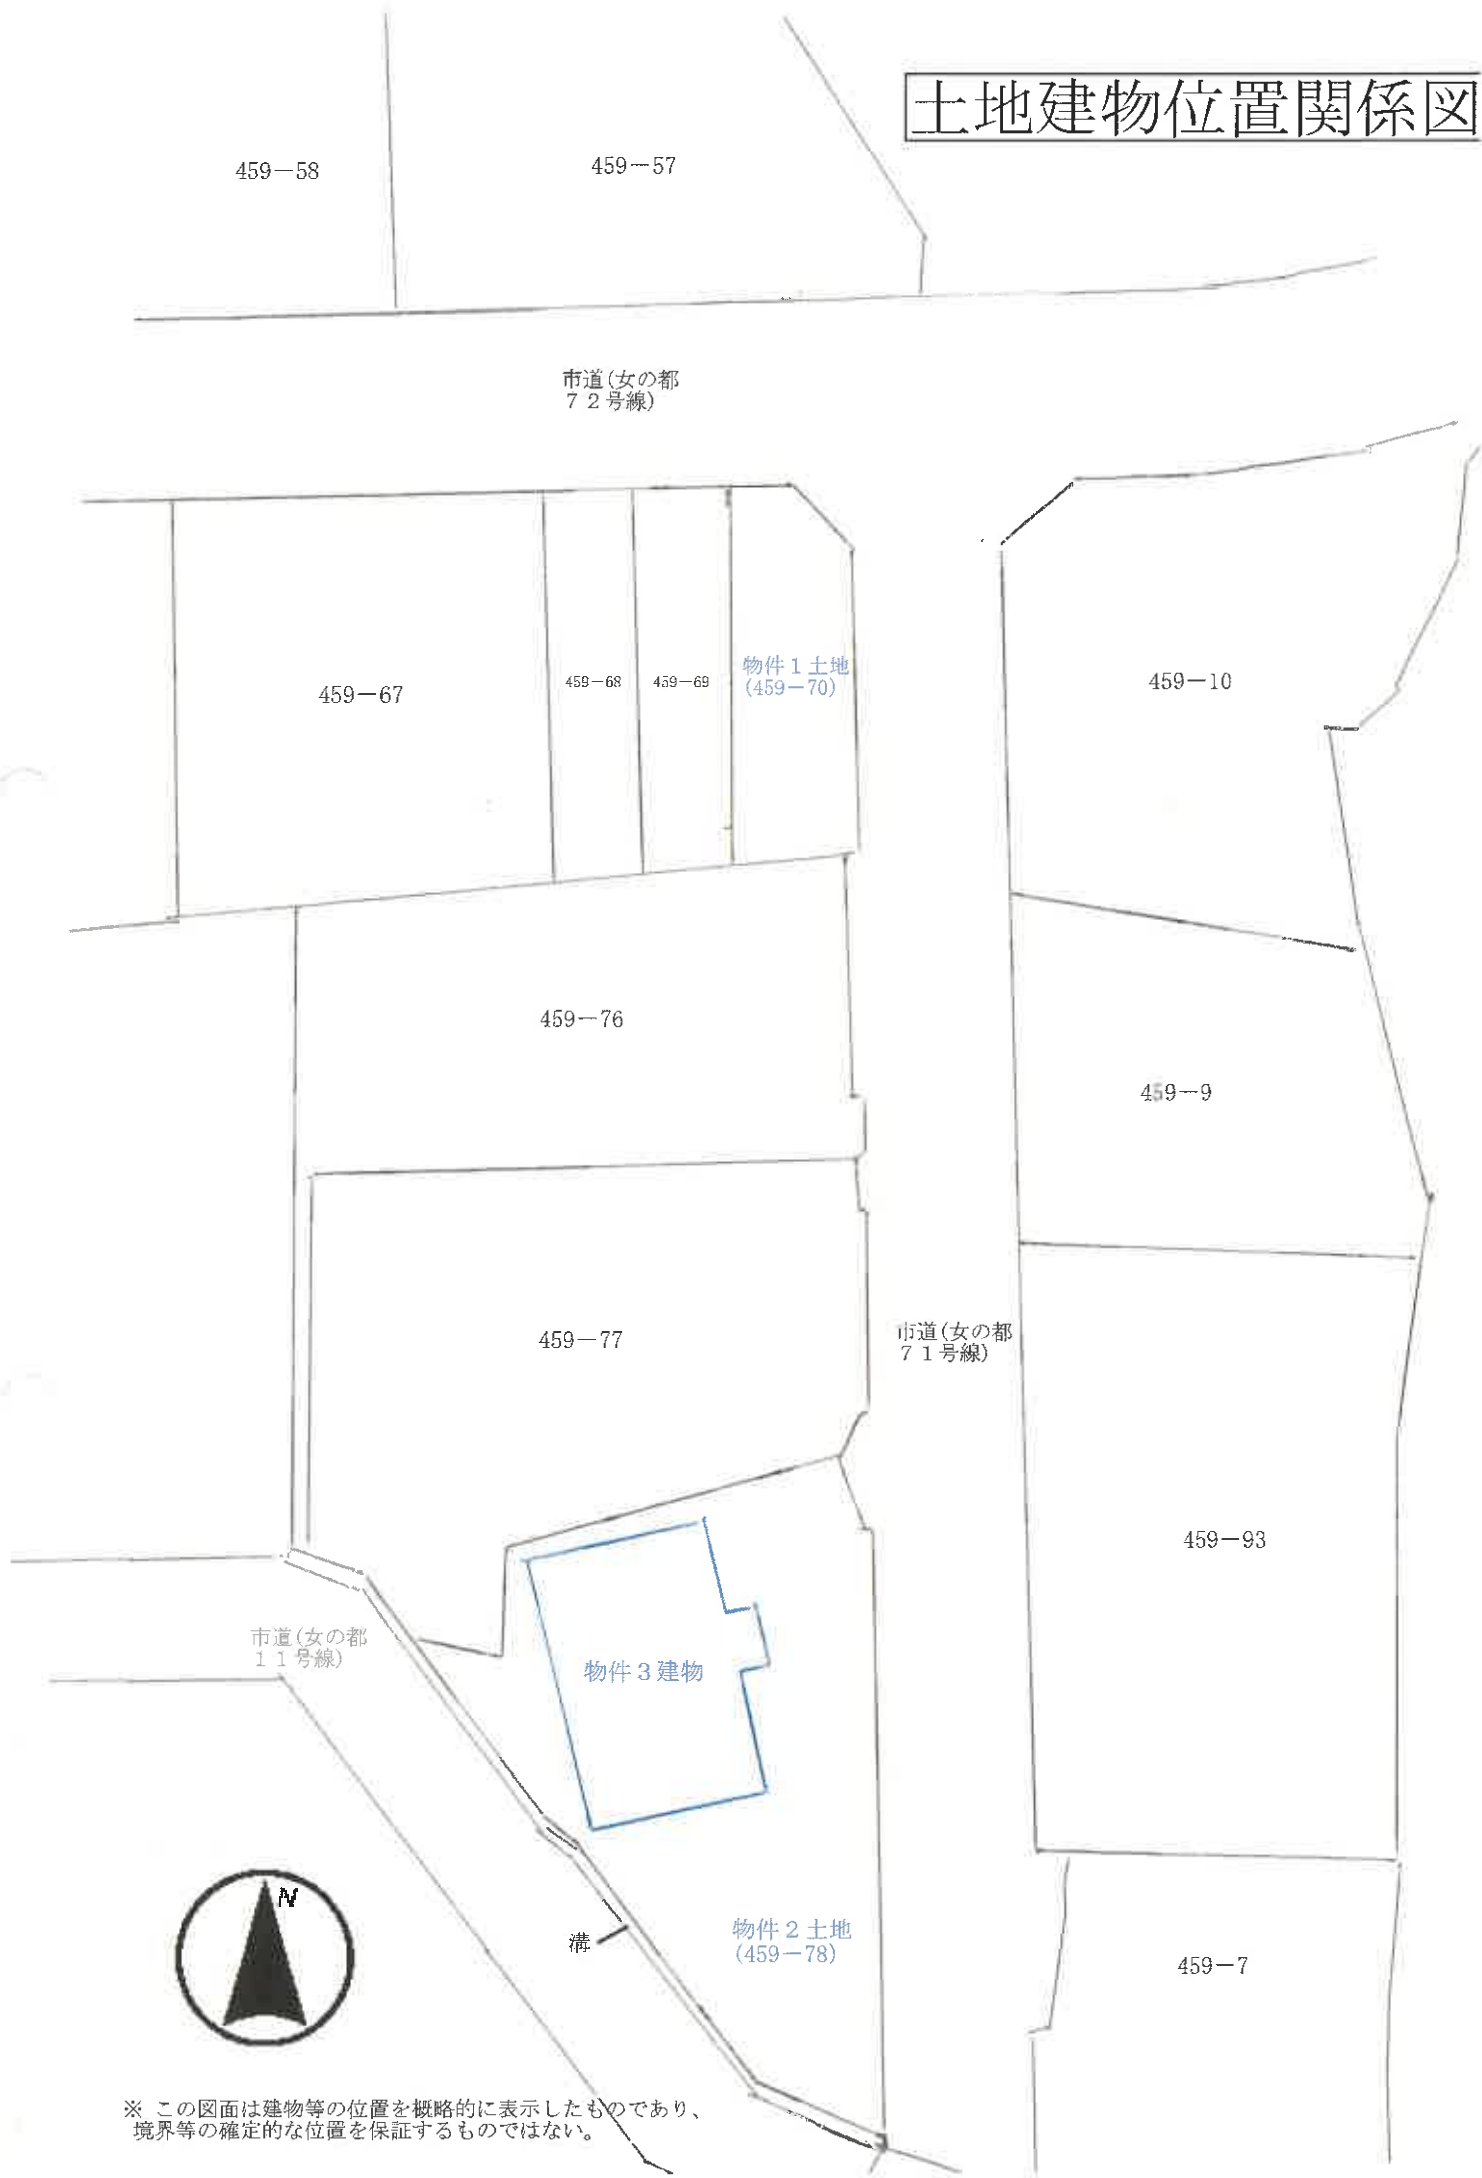 土地建物位置関係図
459－58
459－57
市道(女の都
７２号線)
459－67
459－68
459－69
物件１土地
(459－70)
459－10
459－76
459－9
459－77
市道(女の都
７１号線)
459－93
市道(女の都
１１号線)
物件３建物
物件２土地
(459－78)
溝
459－7
N
※ この図面は建物等の位置を概略的に表示したものであり、
境界等の確定的な位置を保証するものではない。